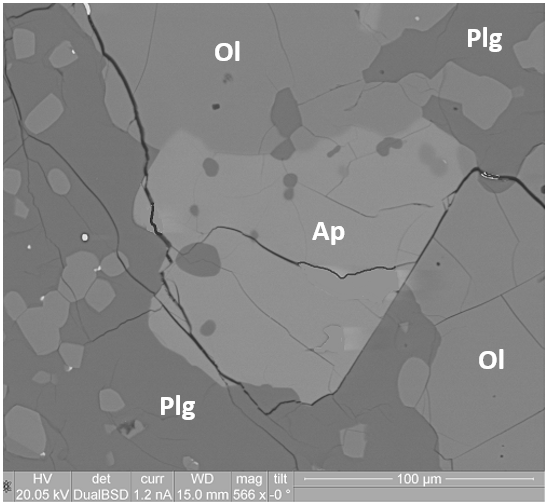 Ol
Plg
Ap
Ol
Plg
HV det curr WD mag tilt
20.05 kV DualBSD 1.2 nA 15.0 mm 566 x -0 ° 100 µm